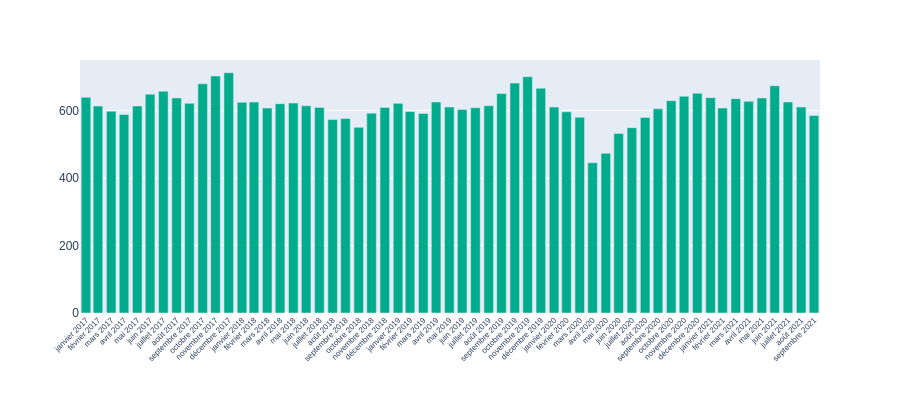 600
400
200
0
janvier 2017
février 2017
mars 2017
avril 2017
mai 2017
juin 2017
juillet 2017
août 2017
septembre 2017
octobre 2017
novembre 2017
décembre 2017
janvier 2018
février 2018
mars 2018
avril 2018
mai 2018
juin 2018
juillet 2018
août 2018
septembre 2018
octobre 2018
novembre 2018
décembre 2018
janvier 2019
février 2019
mars 2019
avril 2019
mai 2019
juin 2019
juillet 2019
août 2019
septembre 2019
octobre 2019
novembre 2019
décembre 2019
janvier 2020
février 2020
mars 2020
avril 2020
mai 2020
juin 2020
juillet 2020
août 2020
septembre 2020
octobre 2020
novembre 2020
décembre 2020
janvier 2021
février 2021
mars 2021
avril 2021
mai 2021
juin 2021
juillet 2021
août 2021
septembre 2021